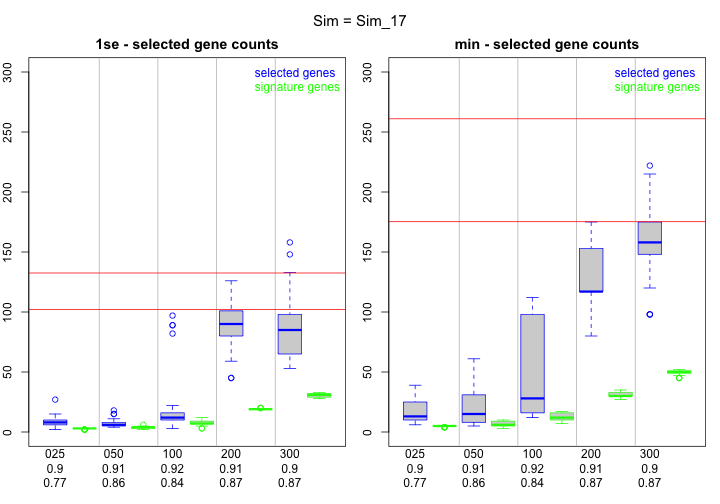 Sim = Sim_17
1se - selected gene counts
selected genes
signature genes
300
250
200
150
100
50
0
025 050 100 200 300
0.9 0.91 0.92 0.91 0.9
0.77 0.86 0.84 0.87 0.87
min - selected gene counts
selected genes
signature genes
300
250
200
150
100
50
0
025 050 100 200 300
0.9 0.91 0.92 0.91 0.9
0.77 0.86 0.84 0.87 0.87